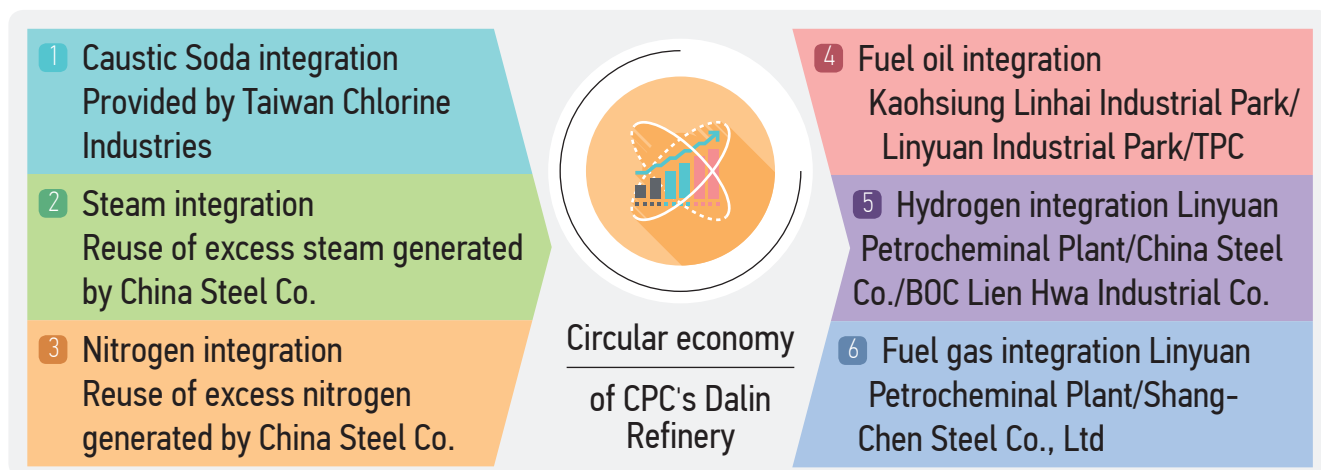 1 Caustic Soda integration
Provided by Taiwan Chlorine
Industries
2 Steam integration
Reuse of excess steam generated
by China Steel Co.
3 Nitrogen integration
Reuse of excess nitrogen
generated by China Steel Co.
Circular economy
of CPC's Dalin
Refinery
4 Fuel oil integration
Kaohsiung Linhai Industrial Park/
Linyuan Industrial Park/TPC
5 Hydrogen integration Linyuan
Petrocheminal Plant/China Steel
Co./BOC Lien Hwa Industrial Co.
6 Fuel gas integration Linyuan
Petrocheminal Plant/Shang-
Chen Steel Co., Ltd